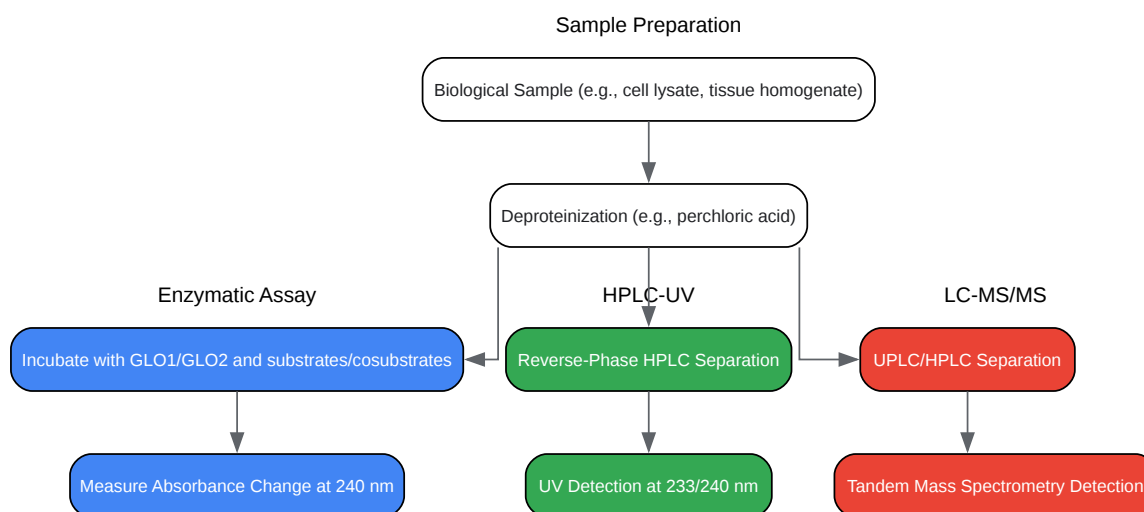 Sample Preparation
Biological Sample (e.g., cell lysate, tissue homogenate)
Deproteinization (e.g., perchloric acid)
Enzymatic Assay
HPLC-UV
LC-MS/MS
Incubate with GLO1/GLO2 and substrates/cosubstrates
Reverse-Phase HPLC Separation
UPLC/HPLC Separation
Measure Absorbance Change at 240 nm
UV Detection at 233/240 nm
Tandem Mass Spectrometry Detection